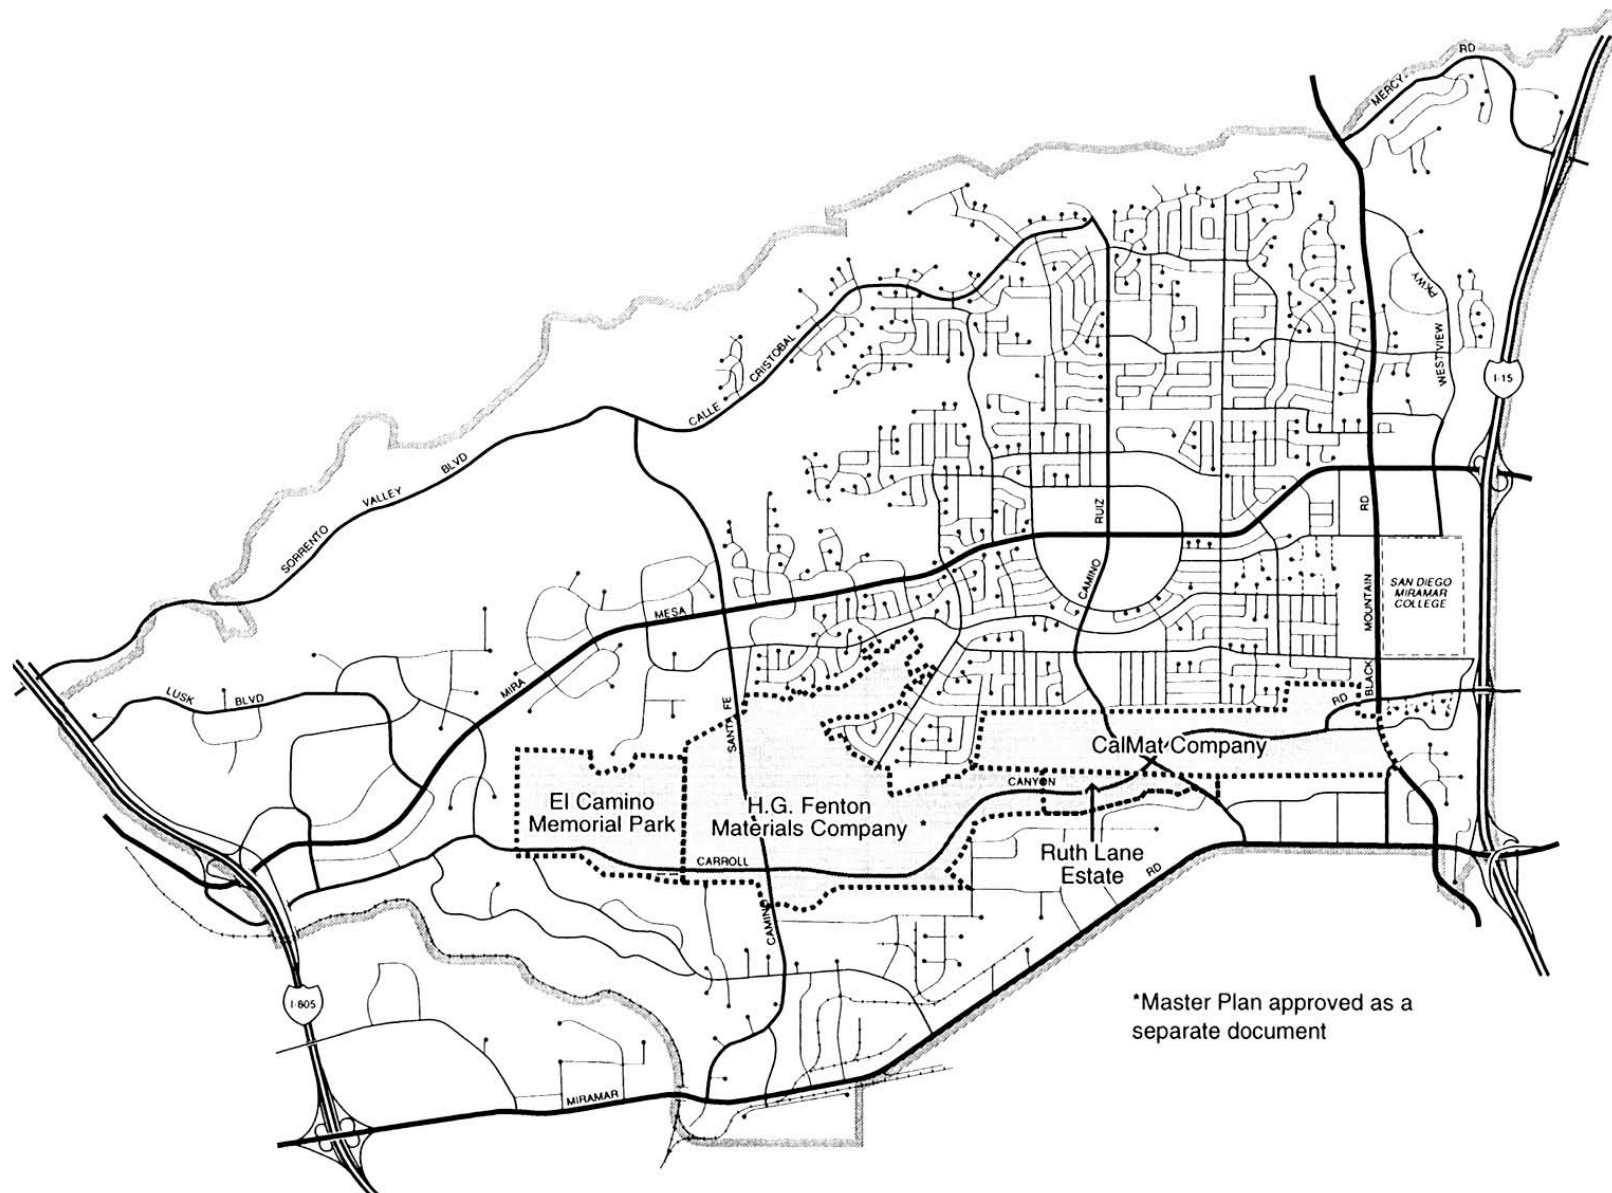 MERCY
RD
PKWY
WESTVIEW
I-15
CALLE
CRISTOBAL
SORRENTO
VALLEY
BLVD
RUIZ
RD
CAMINO
MOUNTAIN
SAN DIEGO
MIRAMAR
COLLEGE
MESA
MIRA
LUSK
BLVD
BLACK
RD
SANTA FE
CalMat Company
CANYON
El Camino
Memorial Park
H.G. Fenton
Materials Company *
Ruth Lane
Estate
CARROLL
RD
CAMINO
I-805
*Master Plan approved as a
separate document
MIRAMAR